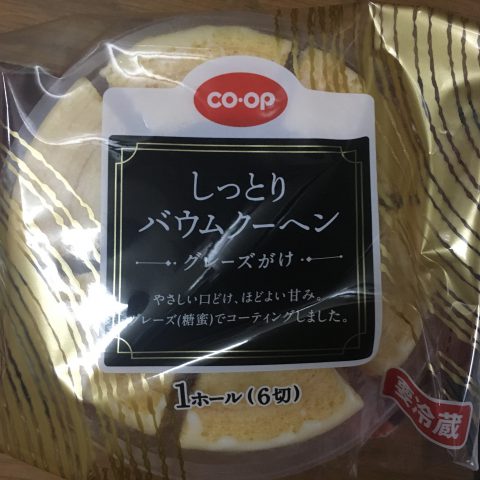 CO·OP
しっとり
バウムクーヘン
グレーズがけ
やさしい口どけ、ほどよい甘み。
グレーズ(糖蜜)でコーティングしました。
1ホール(6切)
要冷蔵